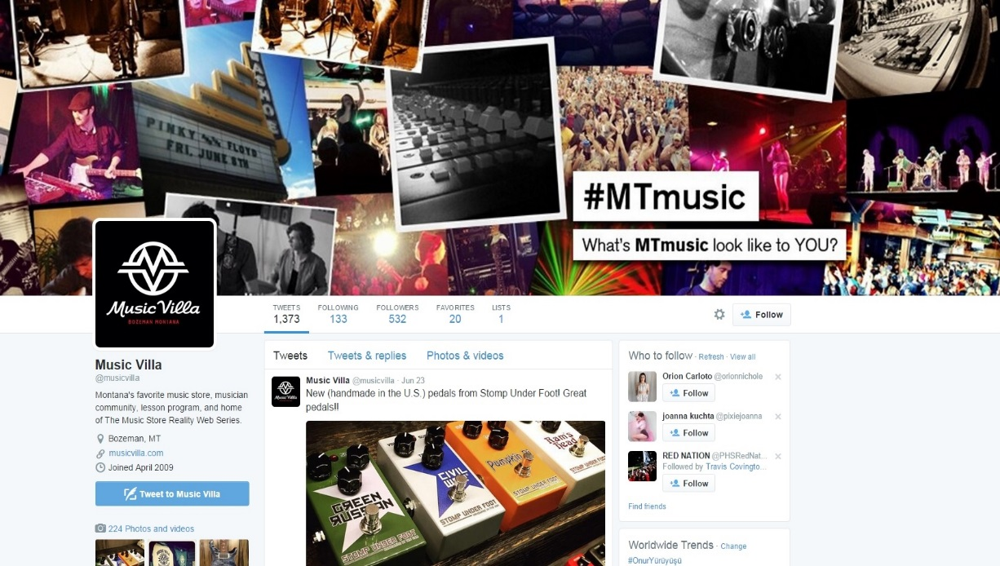 PINKY FLOYD
FRI, JUNE 8TH
#MTmusic
What's MTmusic look like to YOU?
Music Villa
BOZEMAN MONTANA
TWEETS
1,373
FOLLOWING
133
FOLLOWERS
532
FAVORITES
20
LISTS
1
Follow
Music Villa
@musicvilla
Montana's favorite music store, musician
community, lesson program, and home
of The Music Store Reality Web Series.
Bozeman, MT
musicvilla.com
Joined April 2009
Tweet to Music Villa
224 Photos and videos
Tweets Tweets & replies Photos & videos
Music Villa @musicvilla · Jun 23
New (handmade in the U.S.) pedals from Stomp Under Foot! Great
pedals!!
GREEN
RUSSIAN
STOMP UNDER FOOT
CIVIL
WAR
STOMP UNDER FOOT
Pumpkin Pi
STOMP UNDER FOOT
Ram's
Head
Who to follow · Refresh · View all
Orion Carloto @orionnichole
Follow
joanna kuchta @pixiejoanna
Follow
RED NATION @PHSRedNat...
Followed by Travis Covingto...
Follow
Find friends
Worldwide Trends · Change
#OnurYürüyüşü